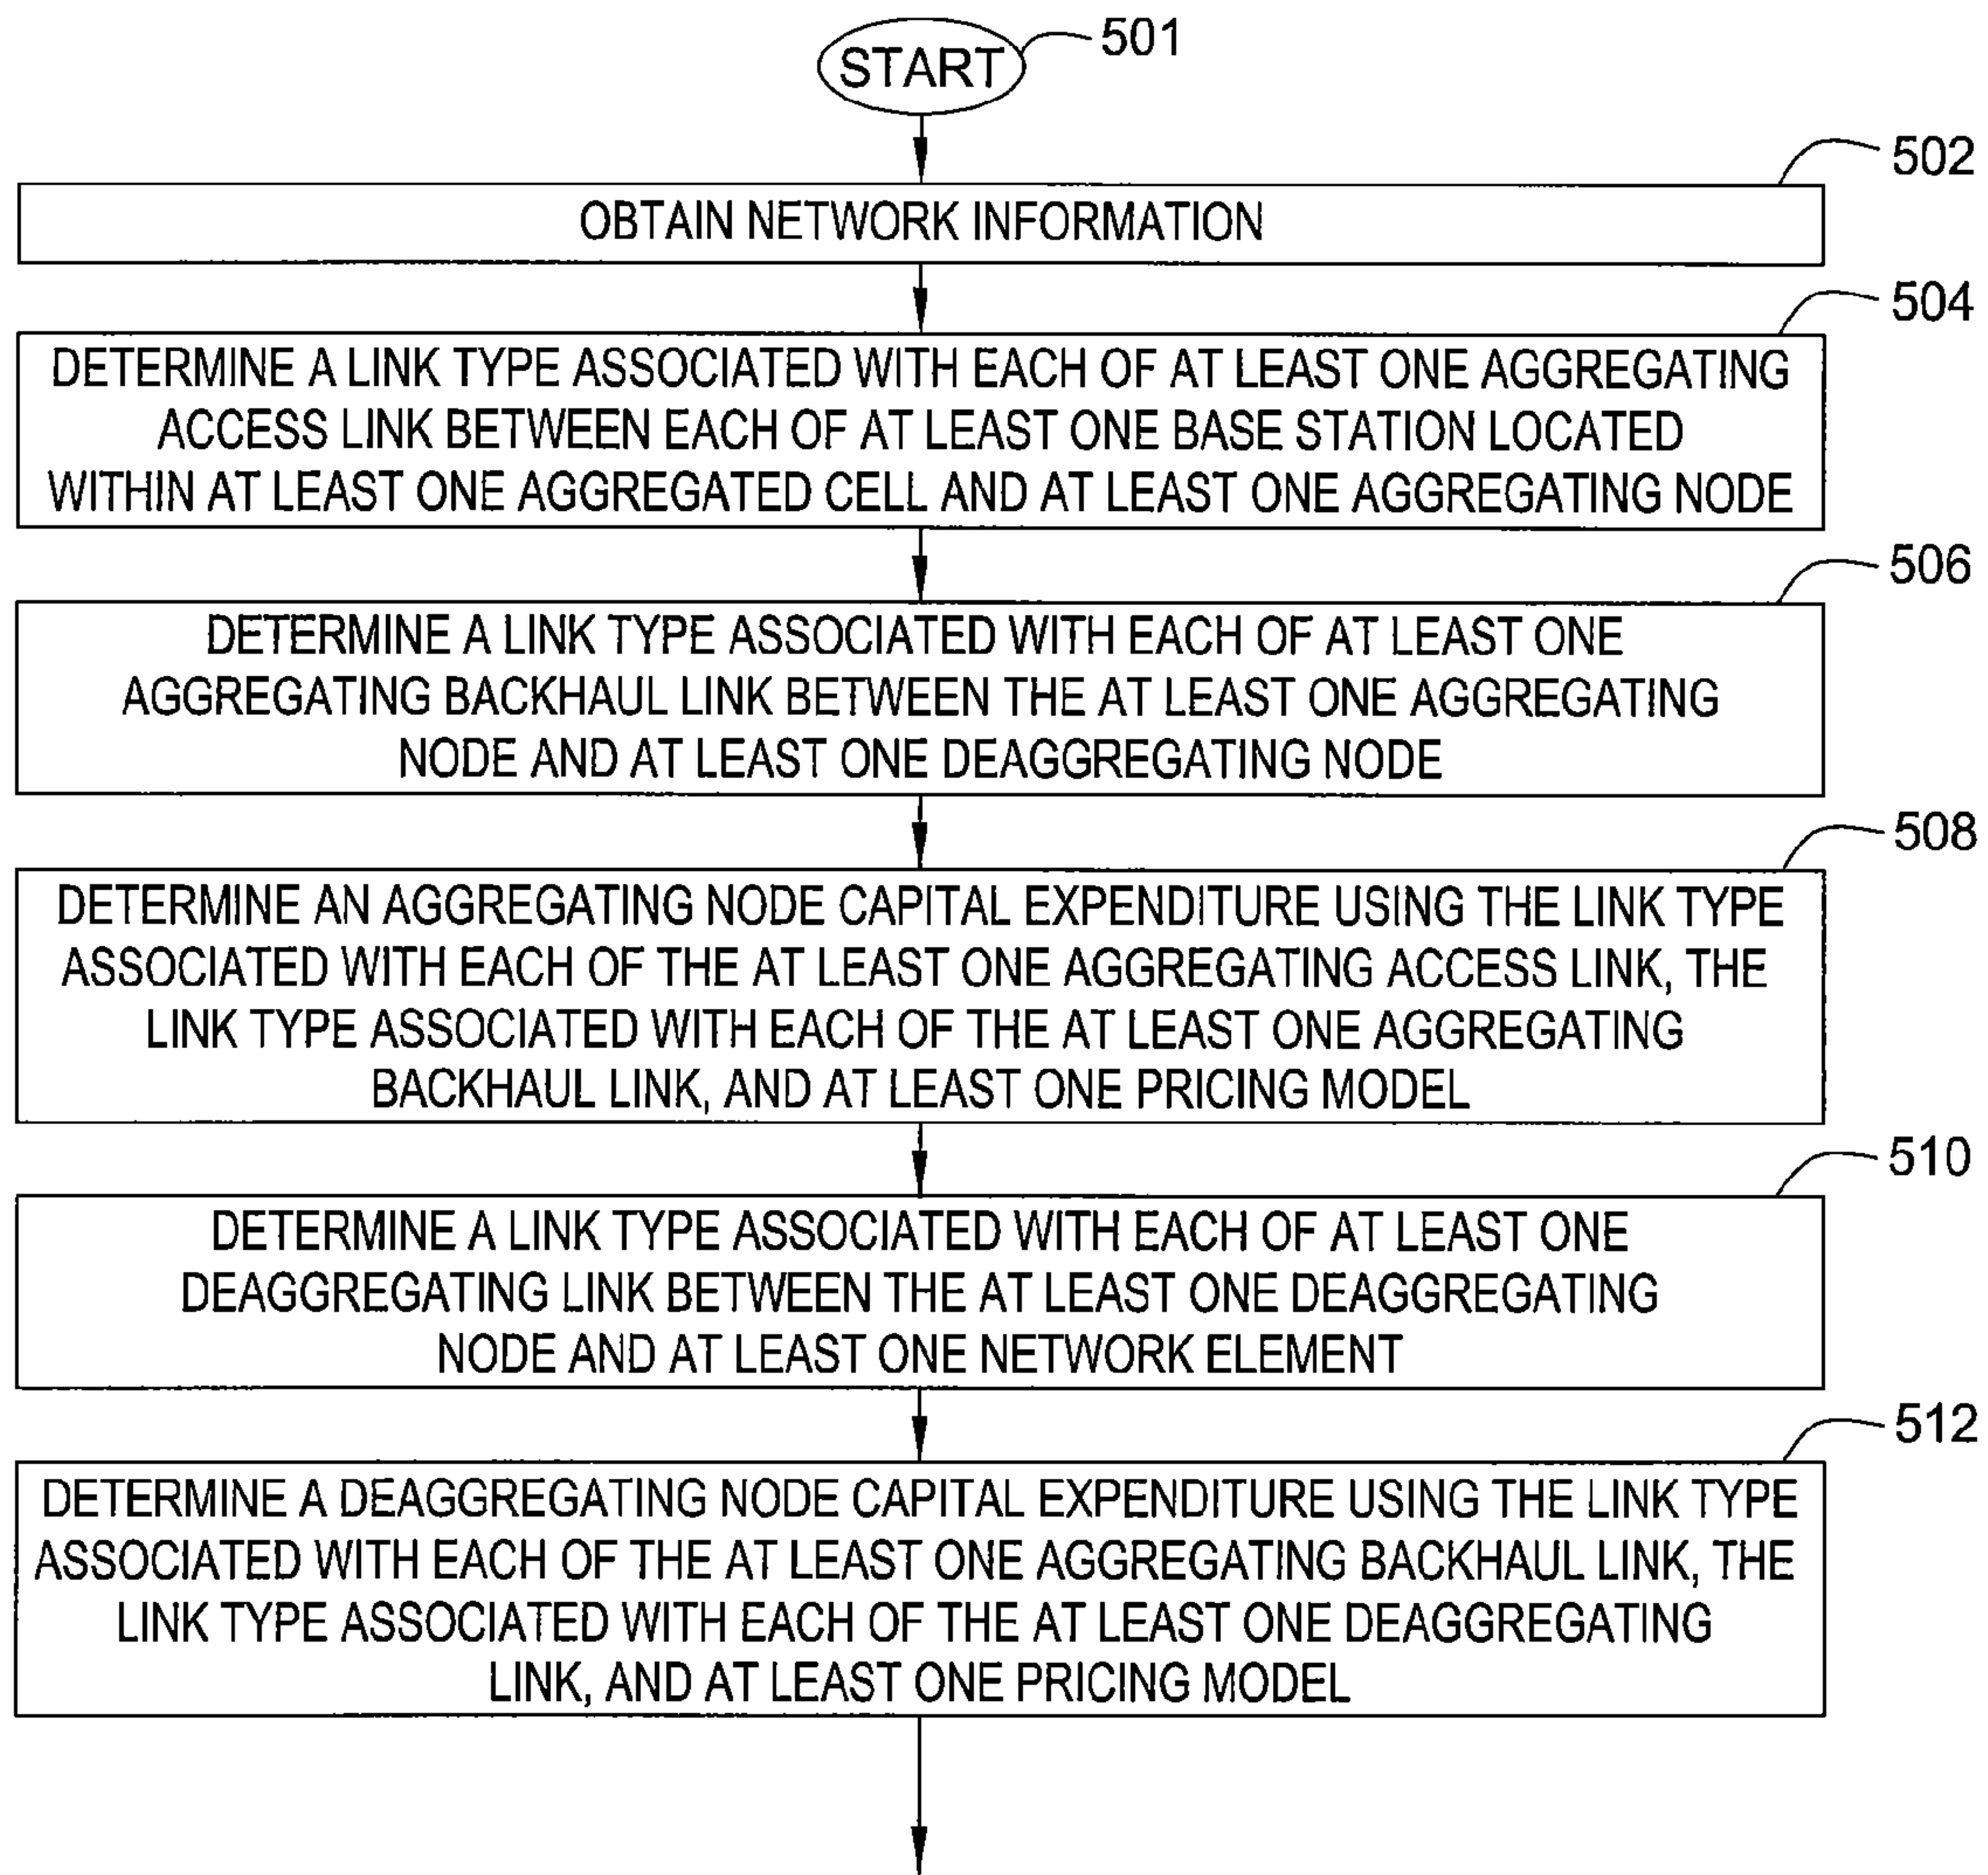 START
501
502
OBTAIN NETWORK INFORMATION
504
DETERMINE A LINK TYPE ASSOCIATED WITH EACH OF AT LEAST ONE AGGREGATING
ACCESS LINK BETWEEN EACH OF AT LEAST ONE BASE STATION LOCATED
WITHIN AT LEAST ONE AGGREGATED CELL AND AT LEAST ONE AGGREGATING NODE
506
DETERMINE A LINK TYPE ASSOCIATED WITH EACH OF AT LEAST ONE
AGGREGATING BACKHAUL LINK BETWEEN THE AT LEAST ONE AGGREGATING
NODE AND AT LEAST ONE DEAGGREGATING NODE
508
DETERMINE AN AGGREGATING NODE CAPITAL EXPENDITURE USING THE LINK TYPE
ASSOCIATED WITH EACH OF THE AT LEAST ONE AGGREGATING ACCESS LINK, THE
LINK TYPE ASSOCIATED WITH EACH OF THE AT LEAST ONE AGGREGATING
BACKHAUL LINK, AND AT LEAST ONE PRICING MODEL
510
DETERMINE A LINK TYPE ASSOCIATED WITH EACH OF AT LEAST ONE
DEAGGREGATING LINK BETWEEN THE AT LEAST ONE DEAGGREGATING
NODE AND AT LEAST ONE NETWORK ELEMENT
512
DETERMINE A DEAGGREGATING NODE CAPITAL EXPENDITURE USING THE LINK TYPE
ASSOCIATED WITH EACH OF THE AT LEAST ONE AGGREGATING BACKHAUL LINK, THE
LINK TYPE ASSOCIATED WITH EACH OF THE AT LEAST ONE DEAGGREGATING
LINK, AND AT LEAST ONE PRICING MODEL